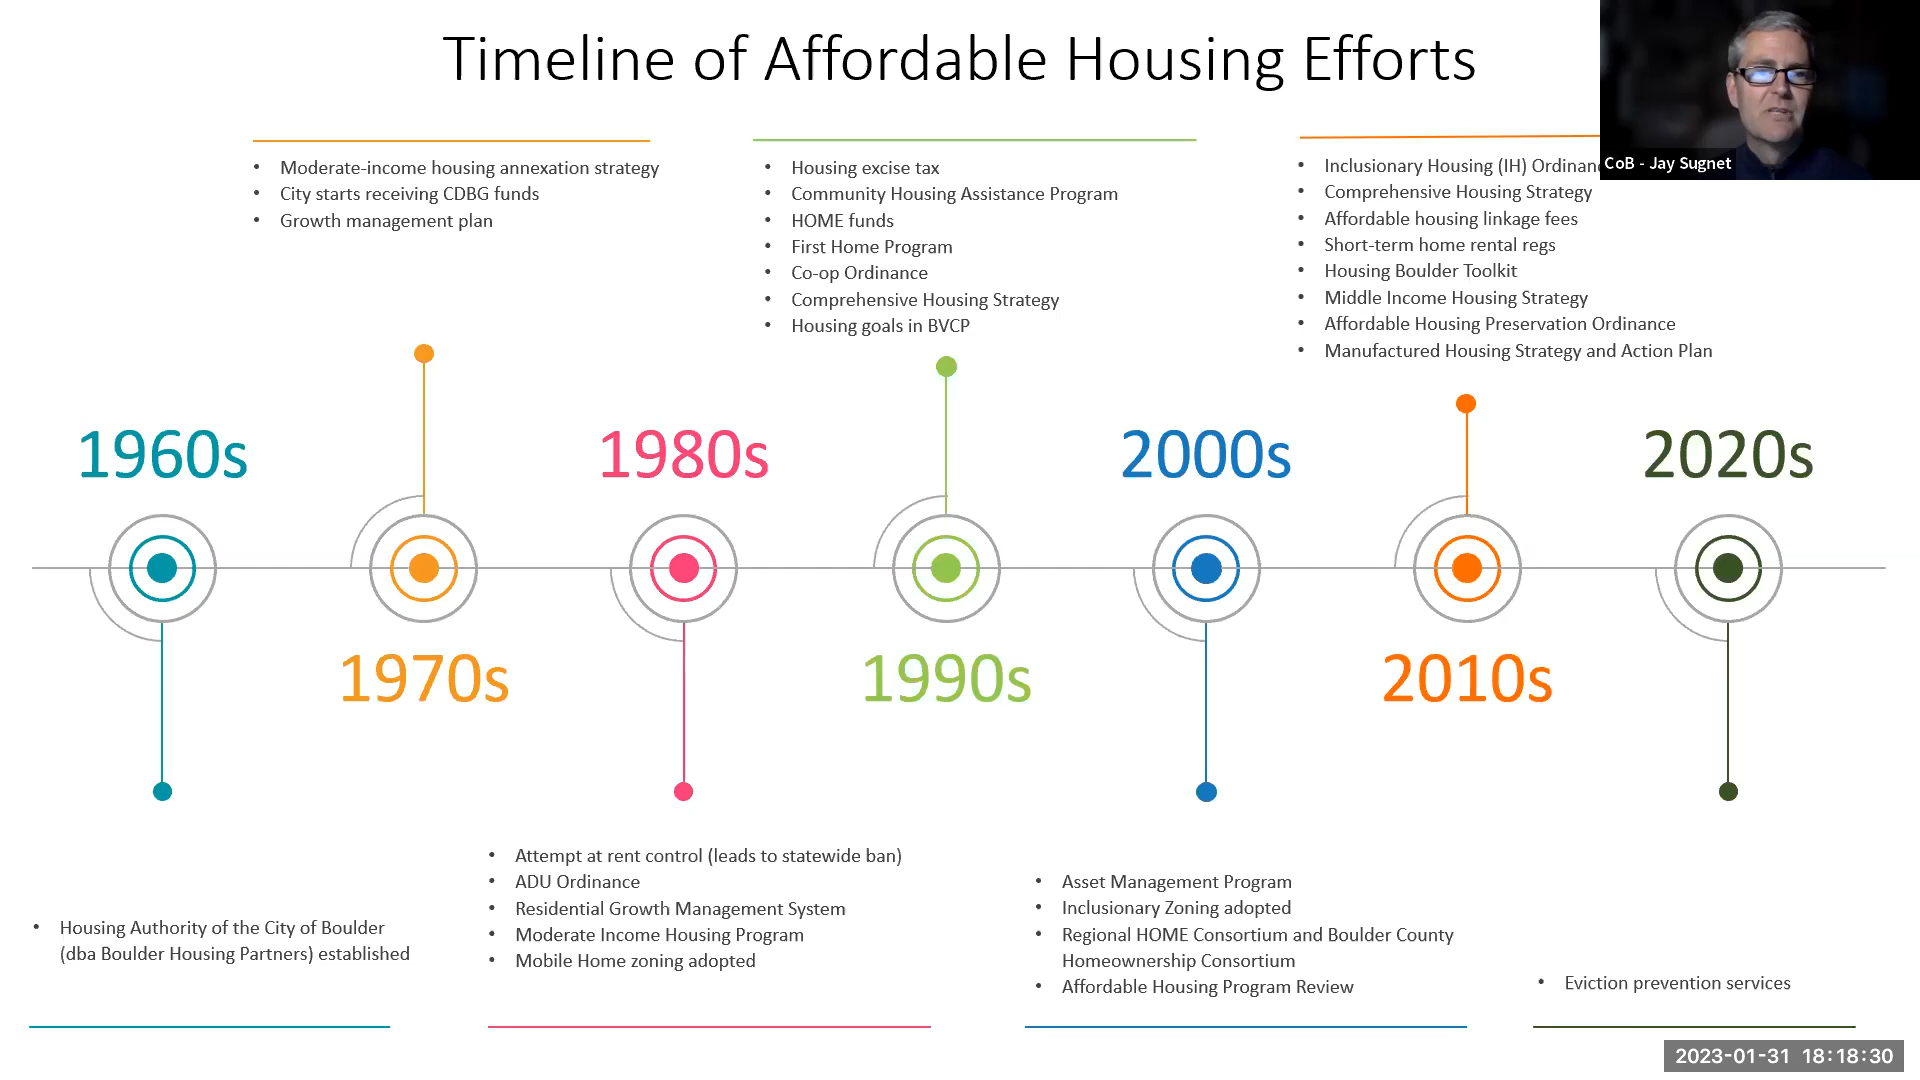 Timeline of Affordable Housing Efforts
CoB - Jay Sugnet
• Moderate-income housing annexation strategy
• City starts receiving CDBG funds
• Growth management plan
• Housing excise tax
• Community Housing Assistance Program
• HOME funds
• First Home Program
• Co-op Ordinance
• Comprehensive Housing Strategy
• Housing goals in BVCP
• Inclusionary Housing (IH) Ordinan
• Comprehensive Housing Strategy
• Affordable housing linkage fees
• Short-term home rental regs
• Housing Boulder Toolkit
• Middle Income Housing Strategy
• Affordable Housing Preservation Ordinance
• Manufactured Housing Strategy and Action Plan
1960s
1980s
2000s
2020s
1970s
1990s
2010s
• Housing Authority of the City of Boulder
(dba Boulder Housing Partners) established
• Attempt at rent control (leads to statewide ban)
• ADU Ordinance
• Residential Growth Management System
• Moderate Income Housing Program
• Mobile Home zoning adopted
• Asset Management Program
• Inclusionary Zoning adopted
• Regional HOME Consortium and Boulder County
Homeownership Consortium
• Affordable Housing Program Review
• Eviction prevention services
2023-01-31 18:18:30